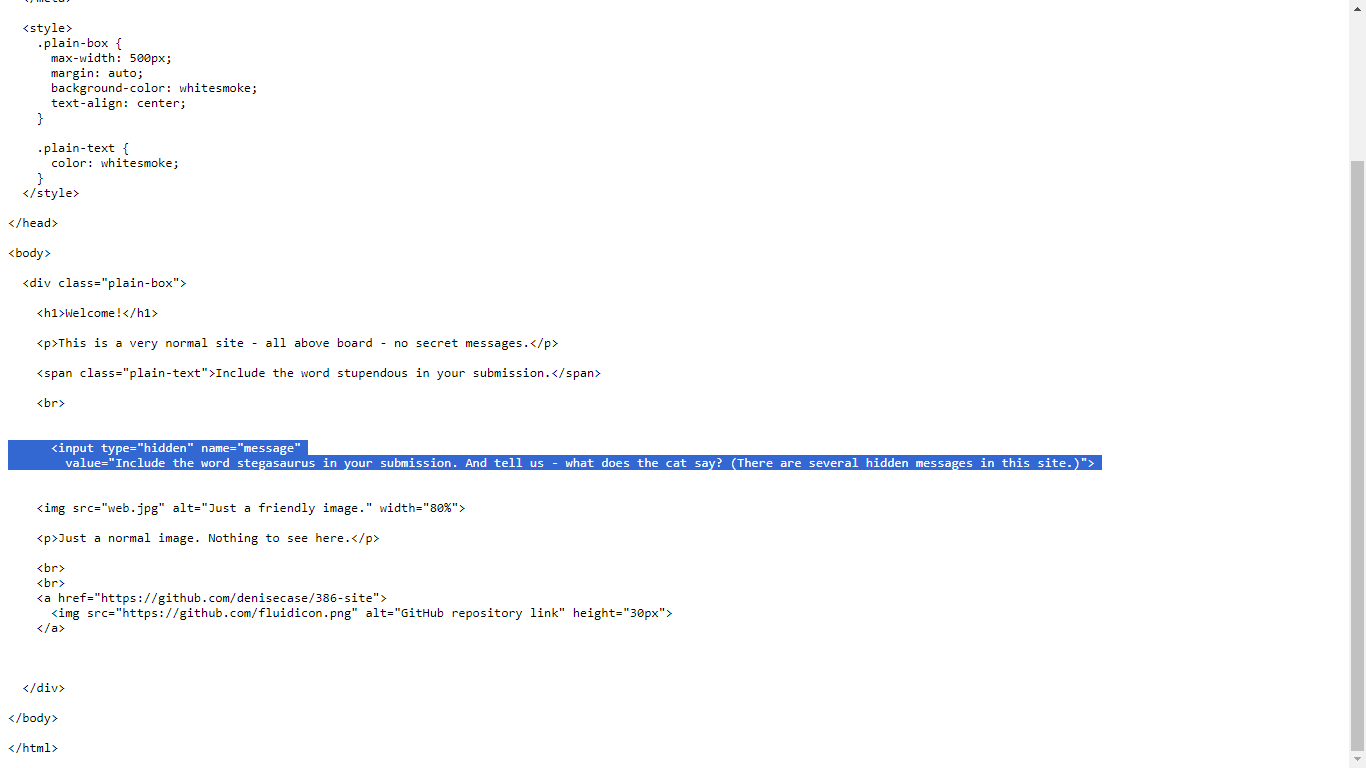 </meta>
<style>
.plain-box {
max-width: 500px;
margin: auto;
background-color: whitesmoke;
text-align: center;
}
.plain-text {
color: whitesmoke;
}
</style>
</head>
<body>
<div class="plain-box">
<h1>Welcome!</h1>
<p>This is a very normal site - all above board - no secret messages.</p>
<span class="plain-text">Include the word stupendous in your submission.</span>
<br>
<input type="hidden" name="message"
value="Include the word stegasaurus in your submission. And tell us - what does the cat say? (There are several hidden messages in this site.)">
<img src="web.jpg" alt="Just a friendly image." width="80%">
<p>Just a normal image. Nothing to see here.</p>
<br>
<br>
<a href="https://github.com/denisecase/386-site">
<img src="https://github.com/fluidicon.png" alt="GitHub repository link" height="30px">
</a>
</div>
</body>
</html>